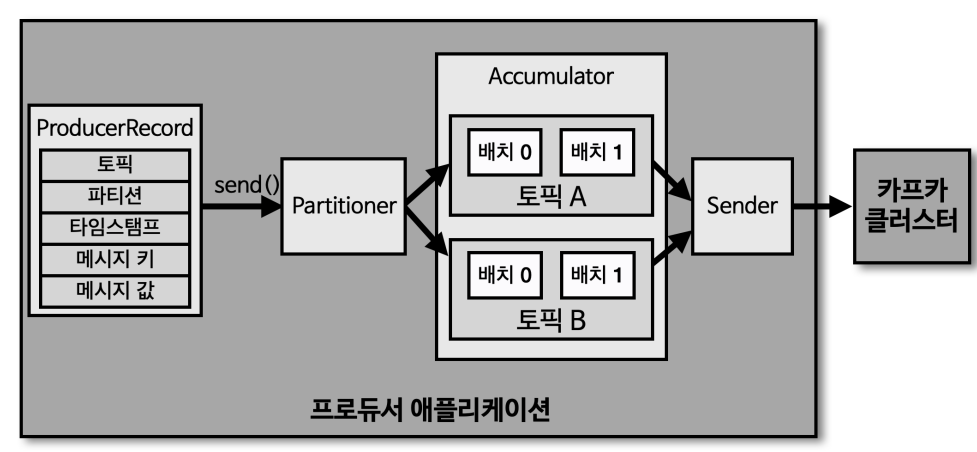 ProducerRecord
토픽
파티션
타임스탬프
메시지 키
메시지 값
send()
Partitioner
Accumulator
배치 0
배치 1
토픽 A
배치 0
배치 1
토픽 B
Sender
카프카
클러스터
프로듀서 애플리케이션